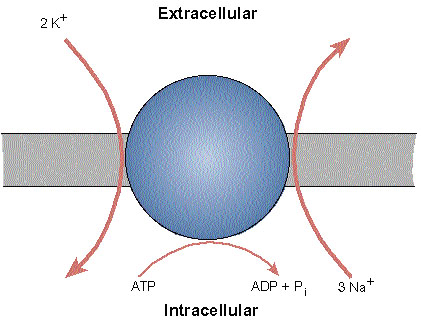 Extracellular
2 K⁺
ATP
ADP + Pᵢ
3 Na⁺
Intracellular